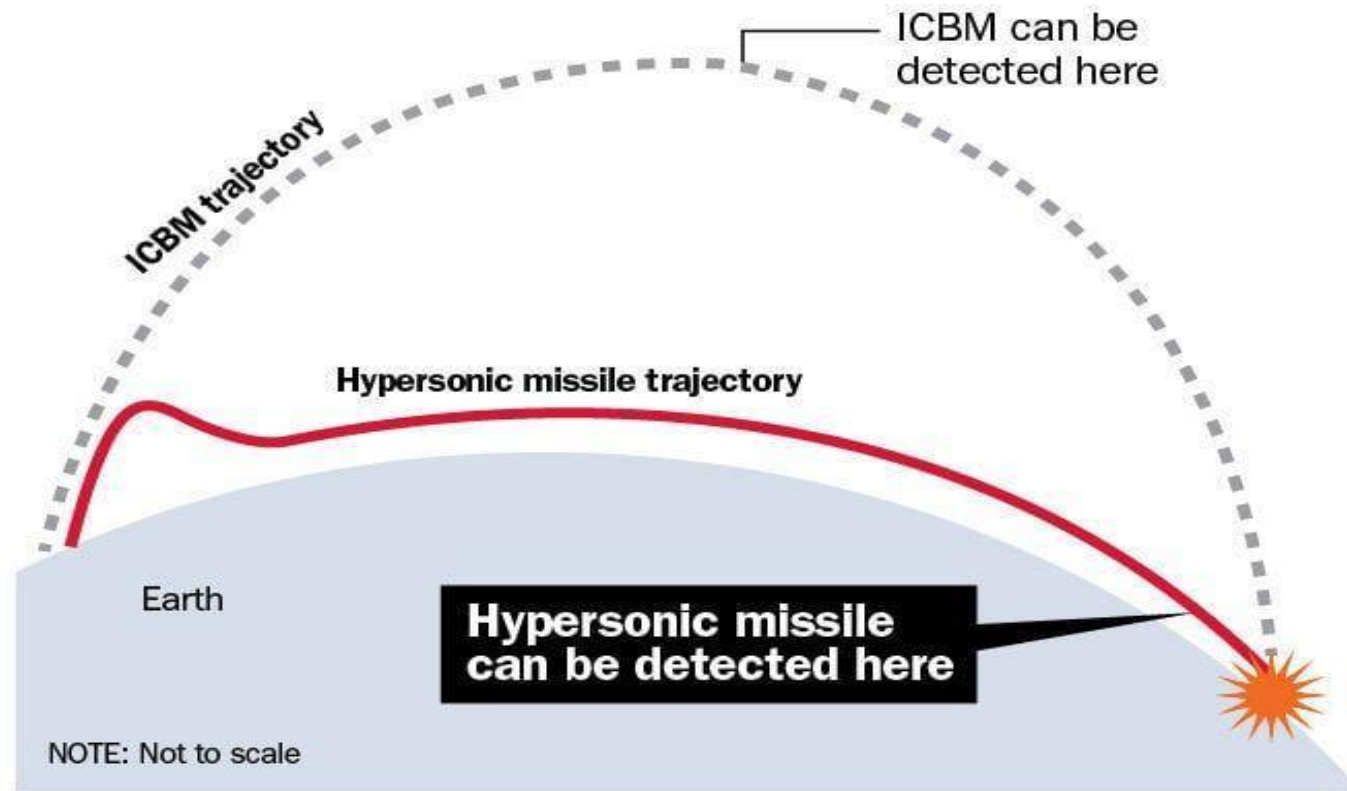 ICBM can be
detected here
ICBM trajectory
Hypersonic missile trajectory
Earth
Hypersonic missile
can be detected here
NOTE: Not to scale